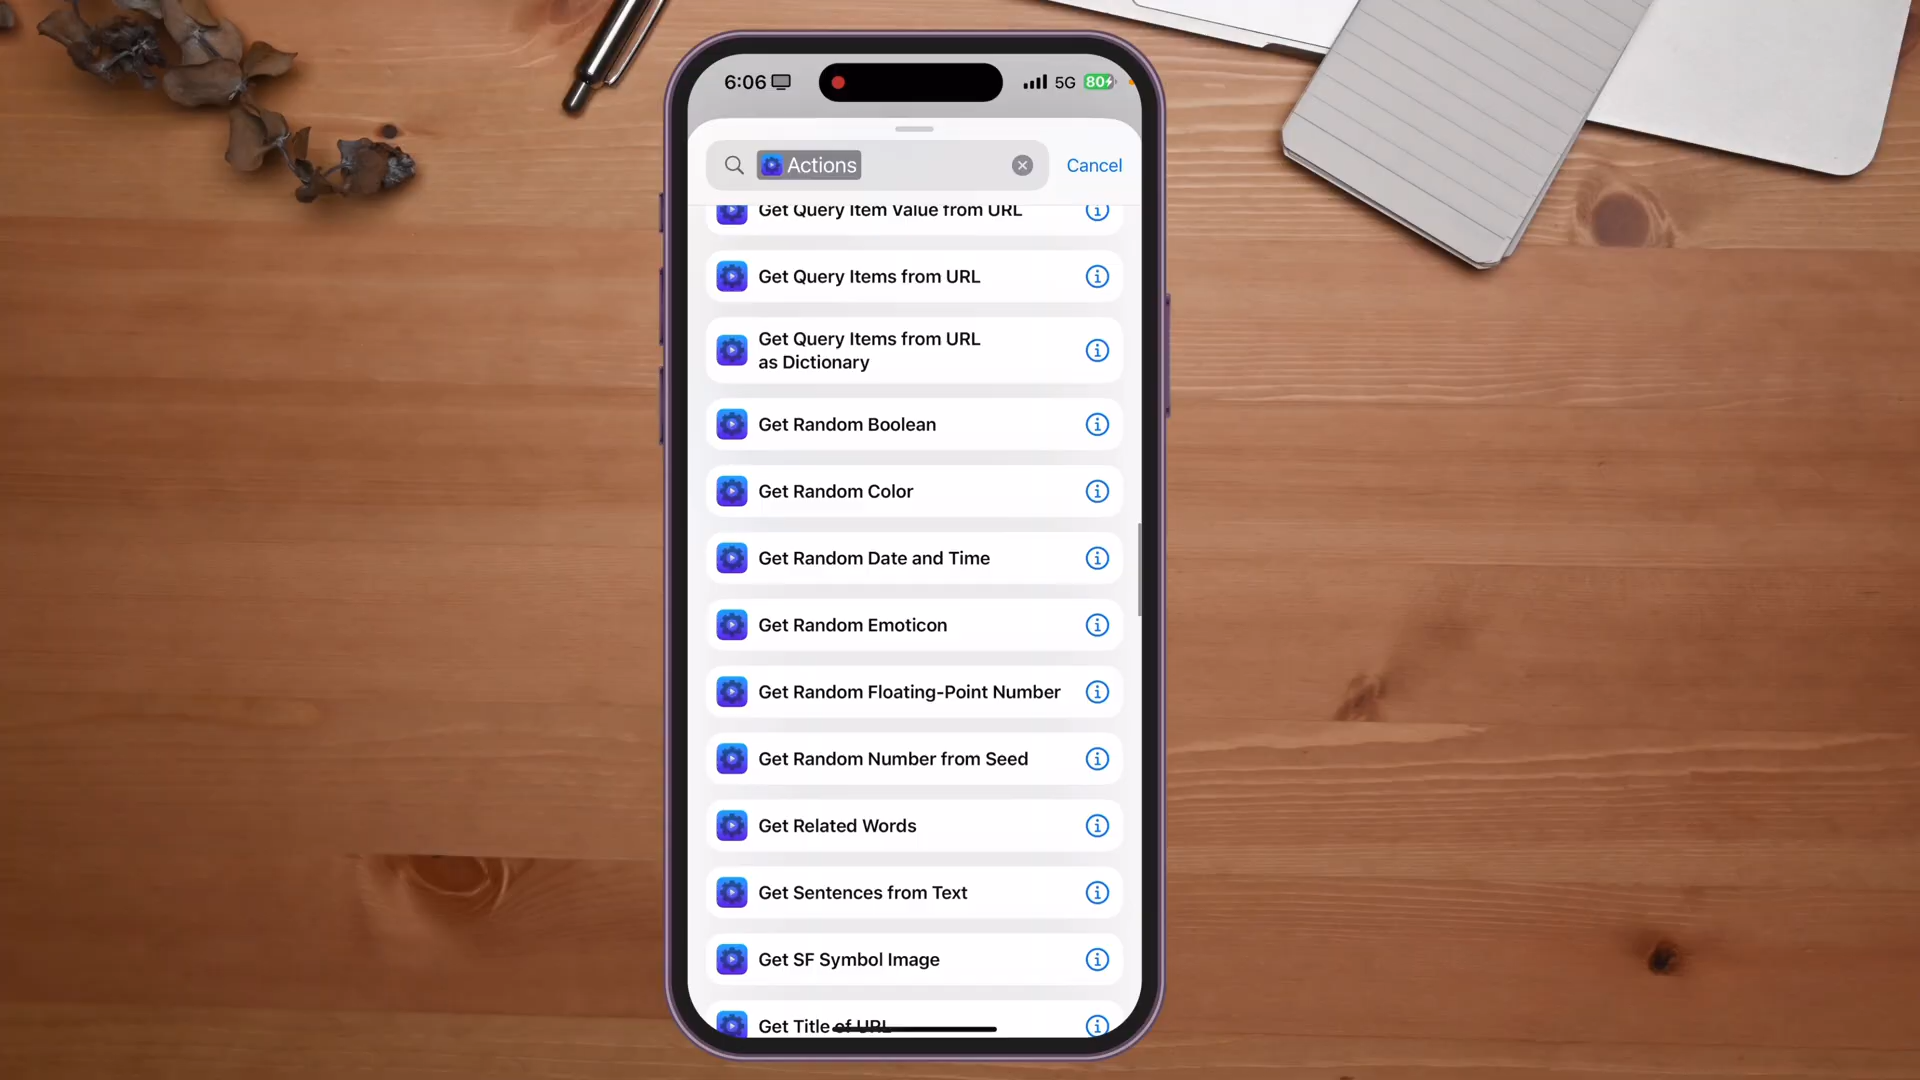 6:06
5G
80
Actions
Cancel
Get Query Item Value from URL
Get Query Items from URL
Get Query Items from URL
as Dictionary
Get Random Boolean
Get Random Color
Get Random Date and Time
Get Random Emoticon
Get Random Floating-Point Number
Get Random Number from Seed
Get Related Words
Get Sentences from Text
Get SF Symbol Image
Get Title of URL